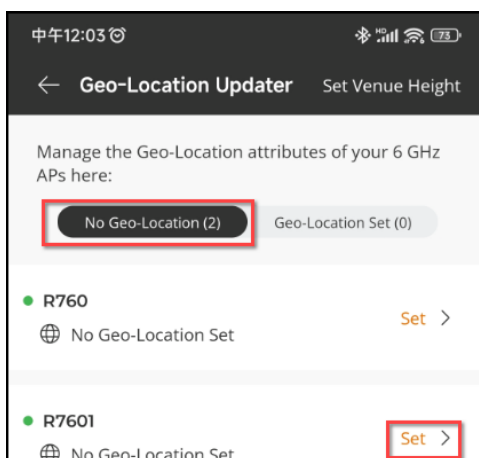 中午12:03
HD 73
Geo-Location Updater Set Venue Height
Manage the Geo-Location attributes of your 6 GHz
APs here:
No Geo-Location (2) Geo-Location Set (0)
R760
No Geo-Location Set
Set
R7601
No Geo-Location Set
Set